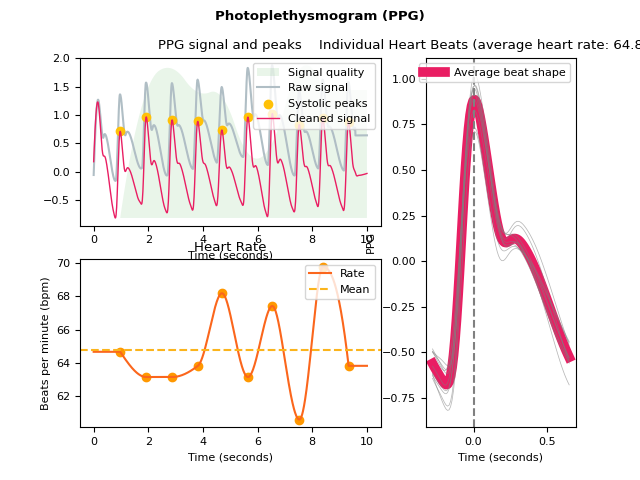 Photoplethysmogram (PPG)
PPG signal and peaks
Individual Heart Beats (average heart rate: 64.8
2.0
1.5
1.0
0.5
0.0
−0.5
Signal quality
Raw signal
Systolic peaks
Cleaned signal
0
2
4
6
8
10
Time (seconds)
Heart Rate
70
68
66
64
62
Beats per minute (bpm)
Rate
Mean
0
2
4
6
8
10
Time (seconds)
PPG
1.00
0.75
0.50
0.25
0.00
−0.25
−0.50
−0.75
Average beat shape
0.0
0.5
Time (seconds)